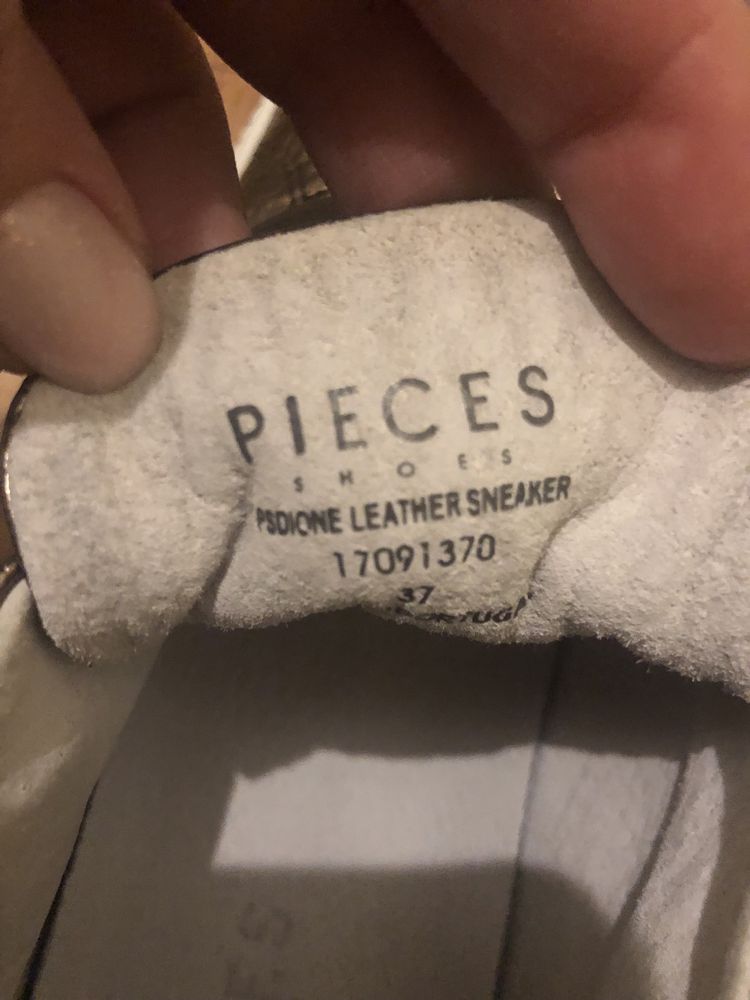 PIECES
SHOES
PSDIONE LEATHER SNEAKER
17091370
37